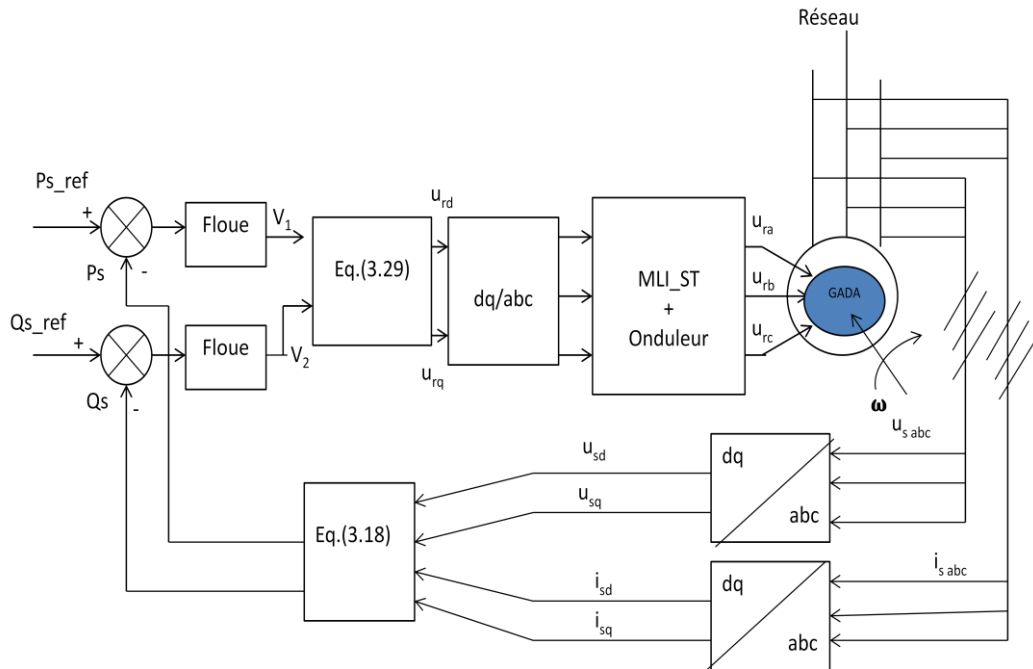 Réseau
Ps_ref
+
Ps
-
Floue
V1
Qs_ref
+
Qs
-
Floue
V2
Eq.(3.29)
urd
urq
dq/abc
MLI_ST
+
Onduleur
ura
urb
urc
GADA
ω
us abc
dq
abc
usd
usq
Eq.(3.18)
isd
isq
dq
abc
is abc